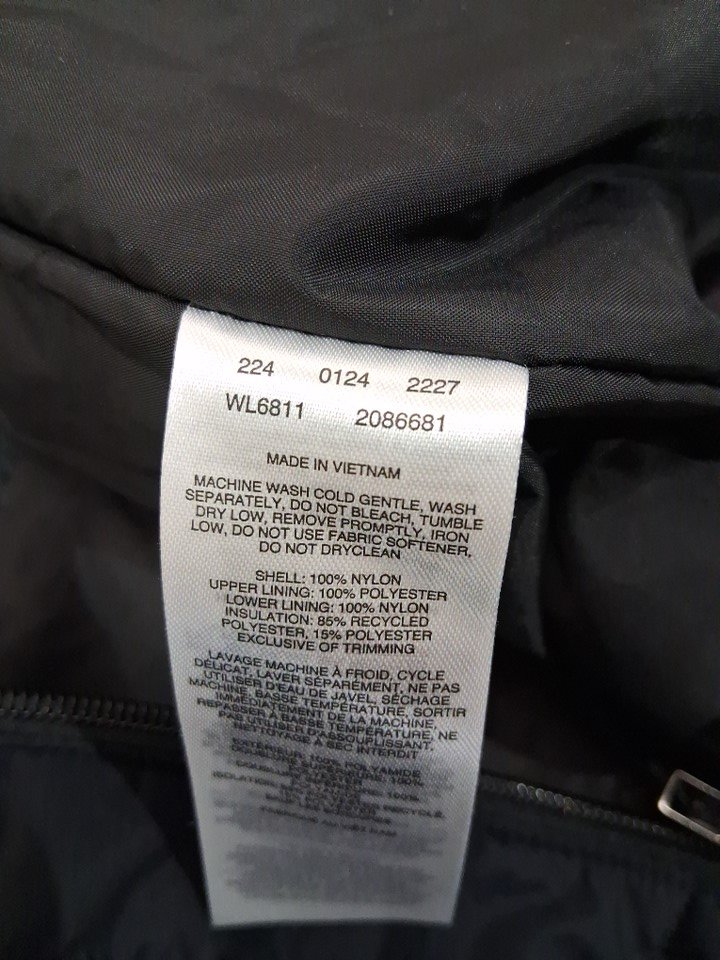 224 0124 2227
WL6811 2086681
MADE IN VIETNAM
MACHINE WASH COLD GENTLE, WASH
SEPARATELY, DO NOT BLEACH, TUMBLE
DRY LOW, REMOVE PROMPTLY, IRON
LOW, DO NOT USE FABRIC SOFTENER,
DO NOT DRYCLEAN
SHELL: 100% NYLON
UPPER LINING: 100% POLYESTER
LOWER LINING: 100% NYLON
INSULATION: 85% RECYCLED
POLYESTER, 15% POLYESTER
EXCLUSIVE OF TRIMMING
LAVAGE MACHINE À FROID, CYCLE
DÉLICAT, LAVER SÉPARÉMENT, NE PAS
UTILISER D'EAU DE JAVEL, SÉCHAGE
MACHINE, BASSE TEMPÉRATURE, SORTIR
IMMÉDIATEMENT DE LA MACHINE,
REPASSER À BASSE TEMPÉRATURE, NE
PAS UTILISER D'ASSOUPLISSANT,
NETTOYAGE À SEC INTERDIT
EXTÉRIEUR: 100% POLYAMIDE